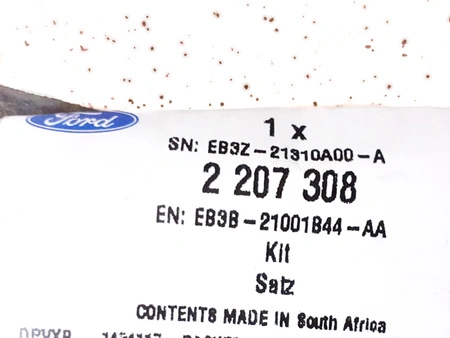 Ford
1 x
SN: EB3Z-21310A00-A
2 207 308
EN: EB3B-21001B44-AA
Kit
Satz
CONTENTS MADE IN South Africa